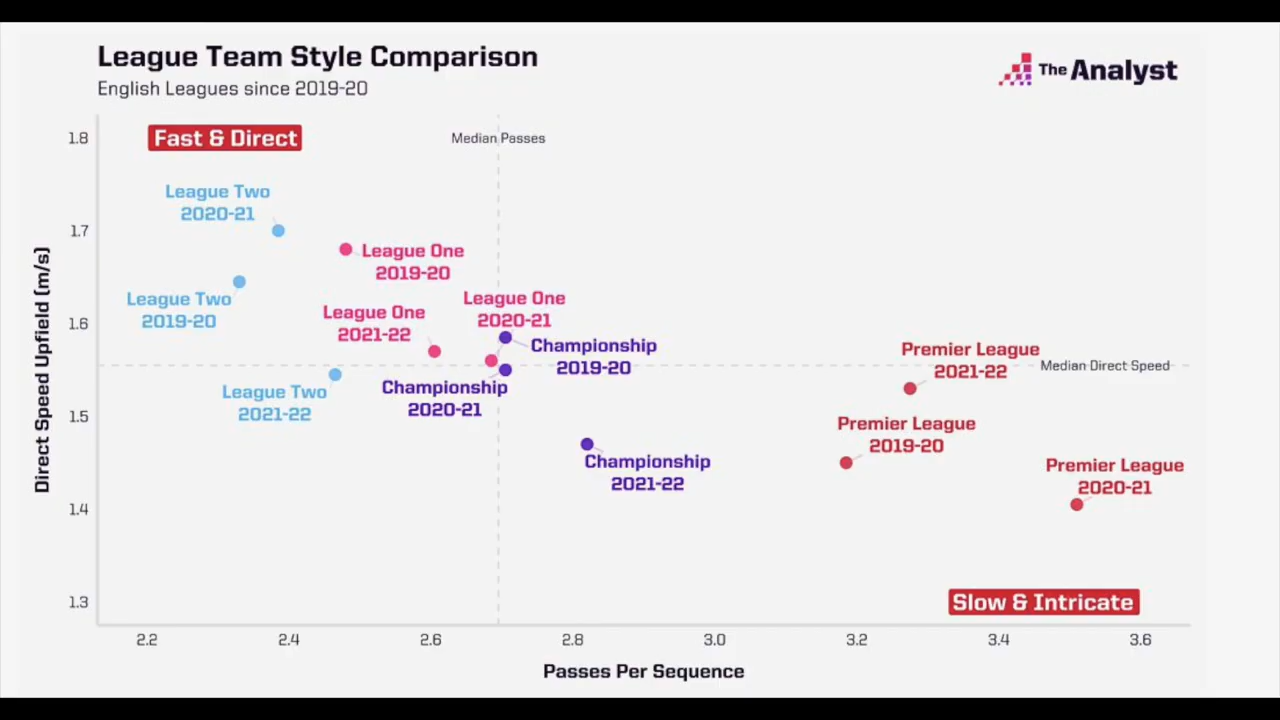 League Team Style Comparison
English Leagues since 2019-20
The Analyst
Direct Speed Upfield (m/s)
1.8
1.7
1.6
1.5
1.4
1.3
Fast & Direct
Median Passes
League Two
2020-21
League One
2019-20
League Two
2019-20
League One
2021-22
League One
2020-21
Championship
2019-20
Premier League
2021-22
Median Direct Speed
League Two
2021-22
Championship
2020-21
Premier League
2019-20
Championship
2021-22
Premier League
2020-21
Slow & Intricate
2.2 2.4 2.6 2.8 3.0 3.2 3.4 3.6
Passes Per Sequence